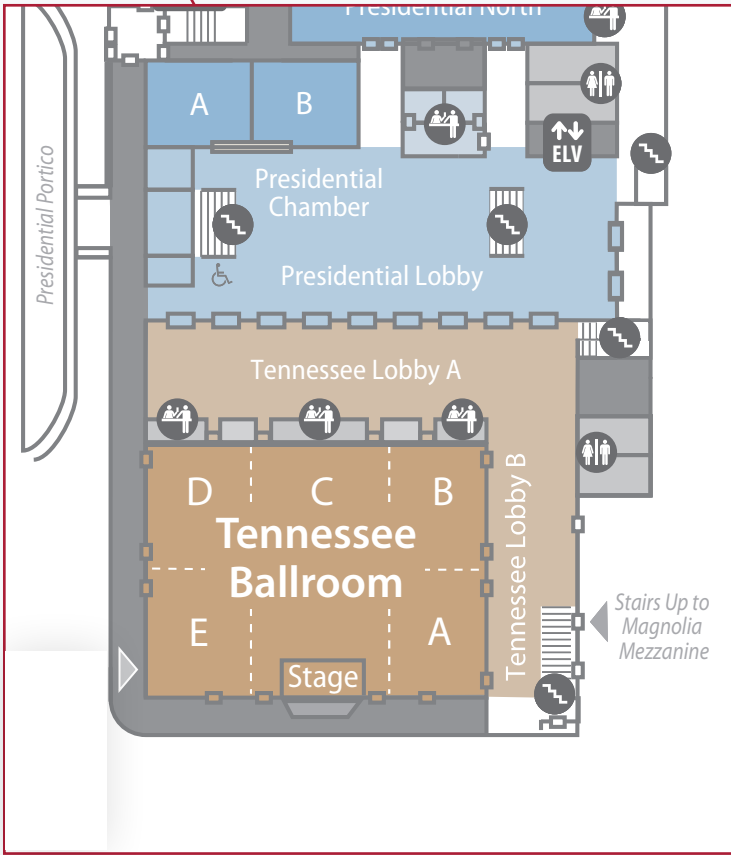 Presidential North
A
B
ELV
Presidential Portico
Presidential
Chamber
Presidential Lobby
Tennessee Lobby A
D
C
B
Tennessee
Ballroom
Tennessee Lobby B
E
A
Stage
Stairs Up to
Magnolia
Mezzanine